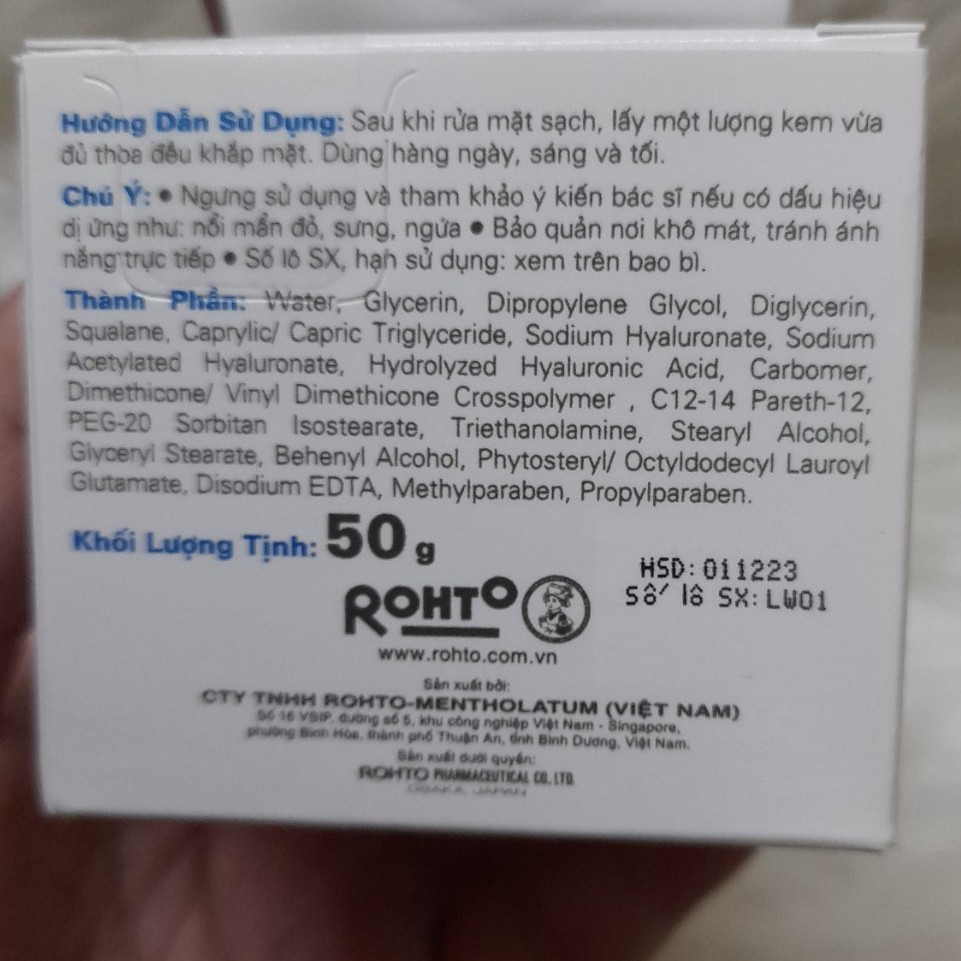 Hướng Dẫn Sử Dụng: Sau khi rửa mặt sạch, lấy một lượng kem vừa
đủ thoa đều khắp mặt. Dùng hàng ngày, sáng và tối.
Chú Ý: • Ngưng sử dụng và tham khảo ý kiến bác sĩ nếu có dấu hiệu
dị ứng như: nổi mẩn đỏ, sưng, ngứa • Bảo quản nơi khô mát, tránh ánh
nắng trực tiếp • Số lô SX, hạn sử dụng: xem trên bao bì.
Thành Phần: Water, Glycerin, Dipropylene Glycol, Diglycerin,
Squalane, Caprylic/ Capric Triglyceride, Sodium Hyaluronate, Sodium
Acetylated Hyaluronate, Hydrolyzed Hyaluronic Acid, Carbomer,
Dimethicone/ Vinyl Dimethicone Crosspolymer , C12-14 Pareth-12,
PEG-20 Sorbitan Isostearate, Triethanolamine, Stearyl Alcohol,
Glyceryl Stearate, Behenyl Alcohol, Phytosteryl/ Octyldodecyl Lauroyl
Glutamate, Disodium EDTA, Methylparaben, Propylparaben.
Khối Lượng Tịnh: 50 g
HSD: 011223
Số lô SX: LW01
ROHTO
www.rohto.com.vn
Sản xuất bởi:
CTY TNHH ROHTO-MENTHOLATUM (VIỆT NAM)
Số 16 VSIP, đường số 5, khu công nghiệp Việt Nam - Singapore,
phường Bình Hòa, thành phố Thuận An, tỉnh Bình Dương, Việt Nam.
Sản xuất dưới quyền:
ROHTO PHARMACEUTICAL CO. LTD.
OSAKA, JAPAN